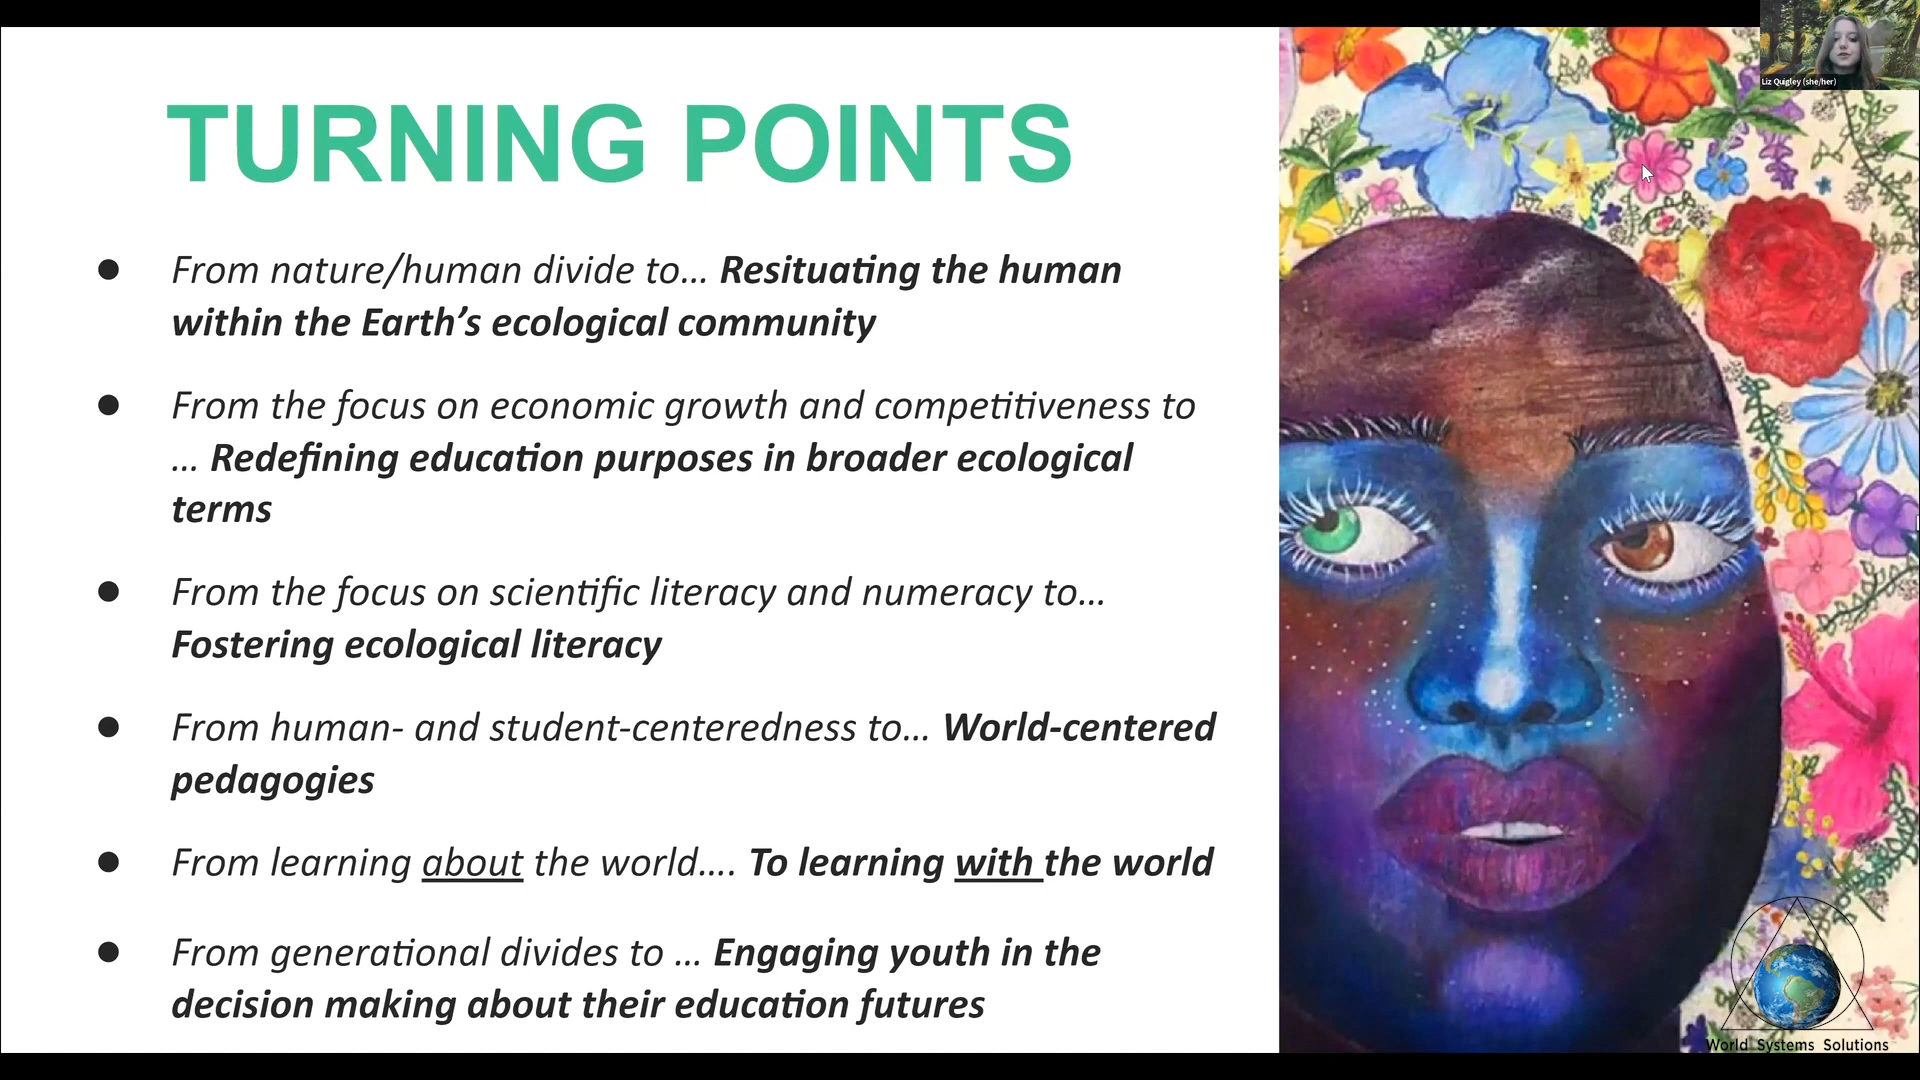 Liz Quigley (she/her)
TURNING POINTS
● From nature/human divide to... Resituating the human
within the Earth’s ecological community
● From the focus on economic growth and competitiveness to
... Redefining education purposes in broader ecological
terms
● From the focus on scientific literacy and numeracy to...
Fostering ecological literacy
● From human- and student-centeredness to... World-centered
pedagogies
● From learning about the world.... To learning with the world
● From generational divides to ... Engaging youth in the
decision making about their education futures
World Systems Solutions